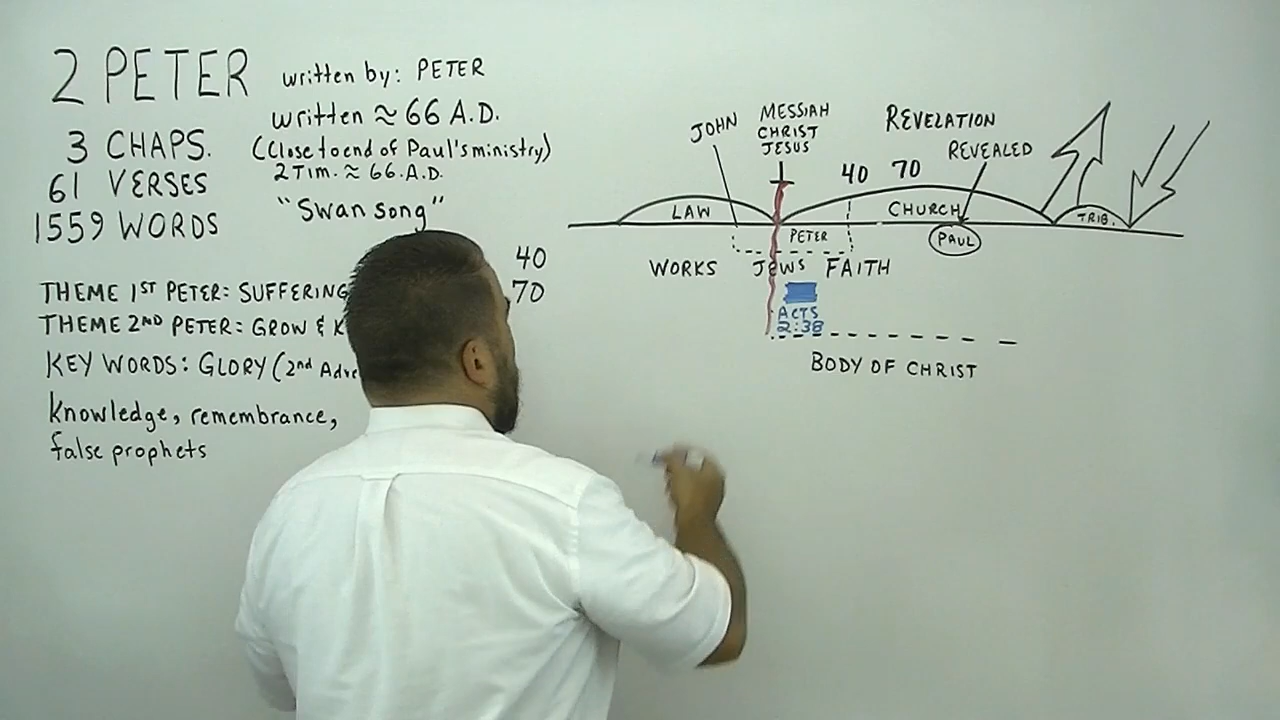 2 PETER
written by: PETER
written ≈ 66 A.D.
(Close to end of Paul's ministry)
2 Tim. ≈ 66 A.D.
"Swan song"
3 CHAPS.
61 VERSES
1559 WORDS
THEME 1ST PETER: SUFFERING
THEME 2ND PETER: GROW &
KEY WORDS: GLORY (2nd
knowledge, remembrance,
false prophets
40
70
JOHN
MESSIAH
CHRIST
JESUS
REVELATION
REVEALED
40 70
LAW
CHURCH
TRIB.
PETER
PAUL
WORKS JEWS FAITH
ACTS
2:38
BODY OF CHRIST